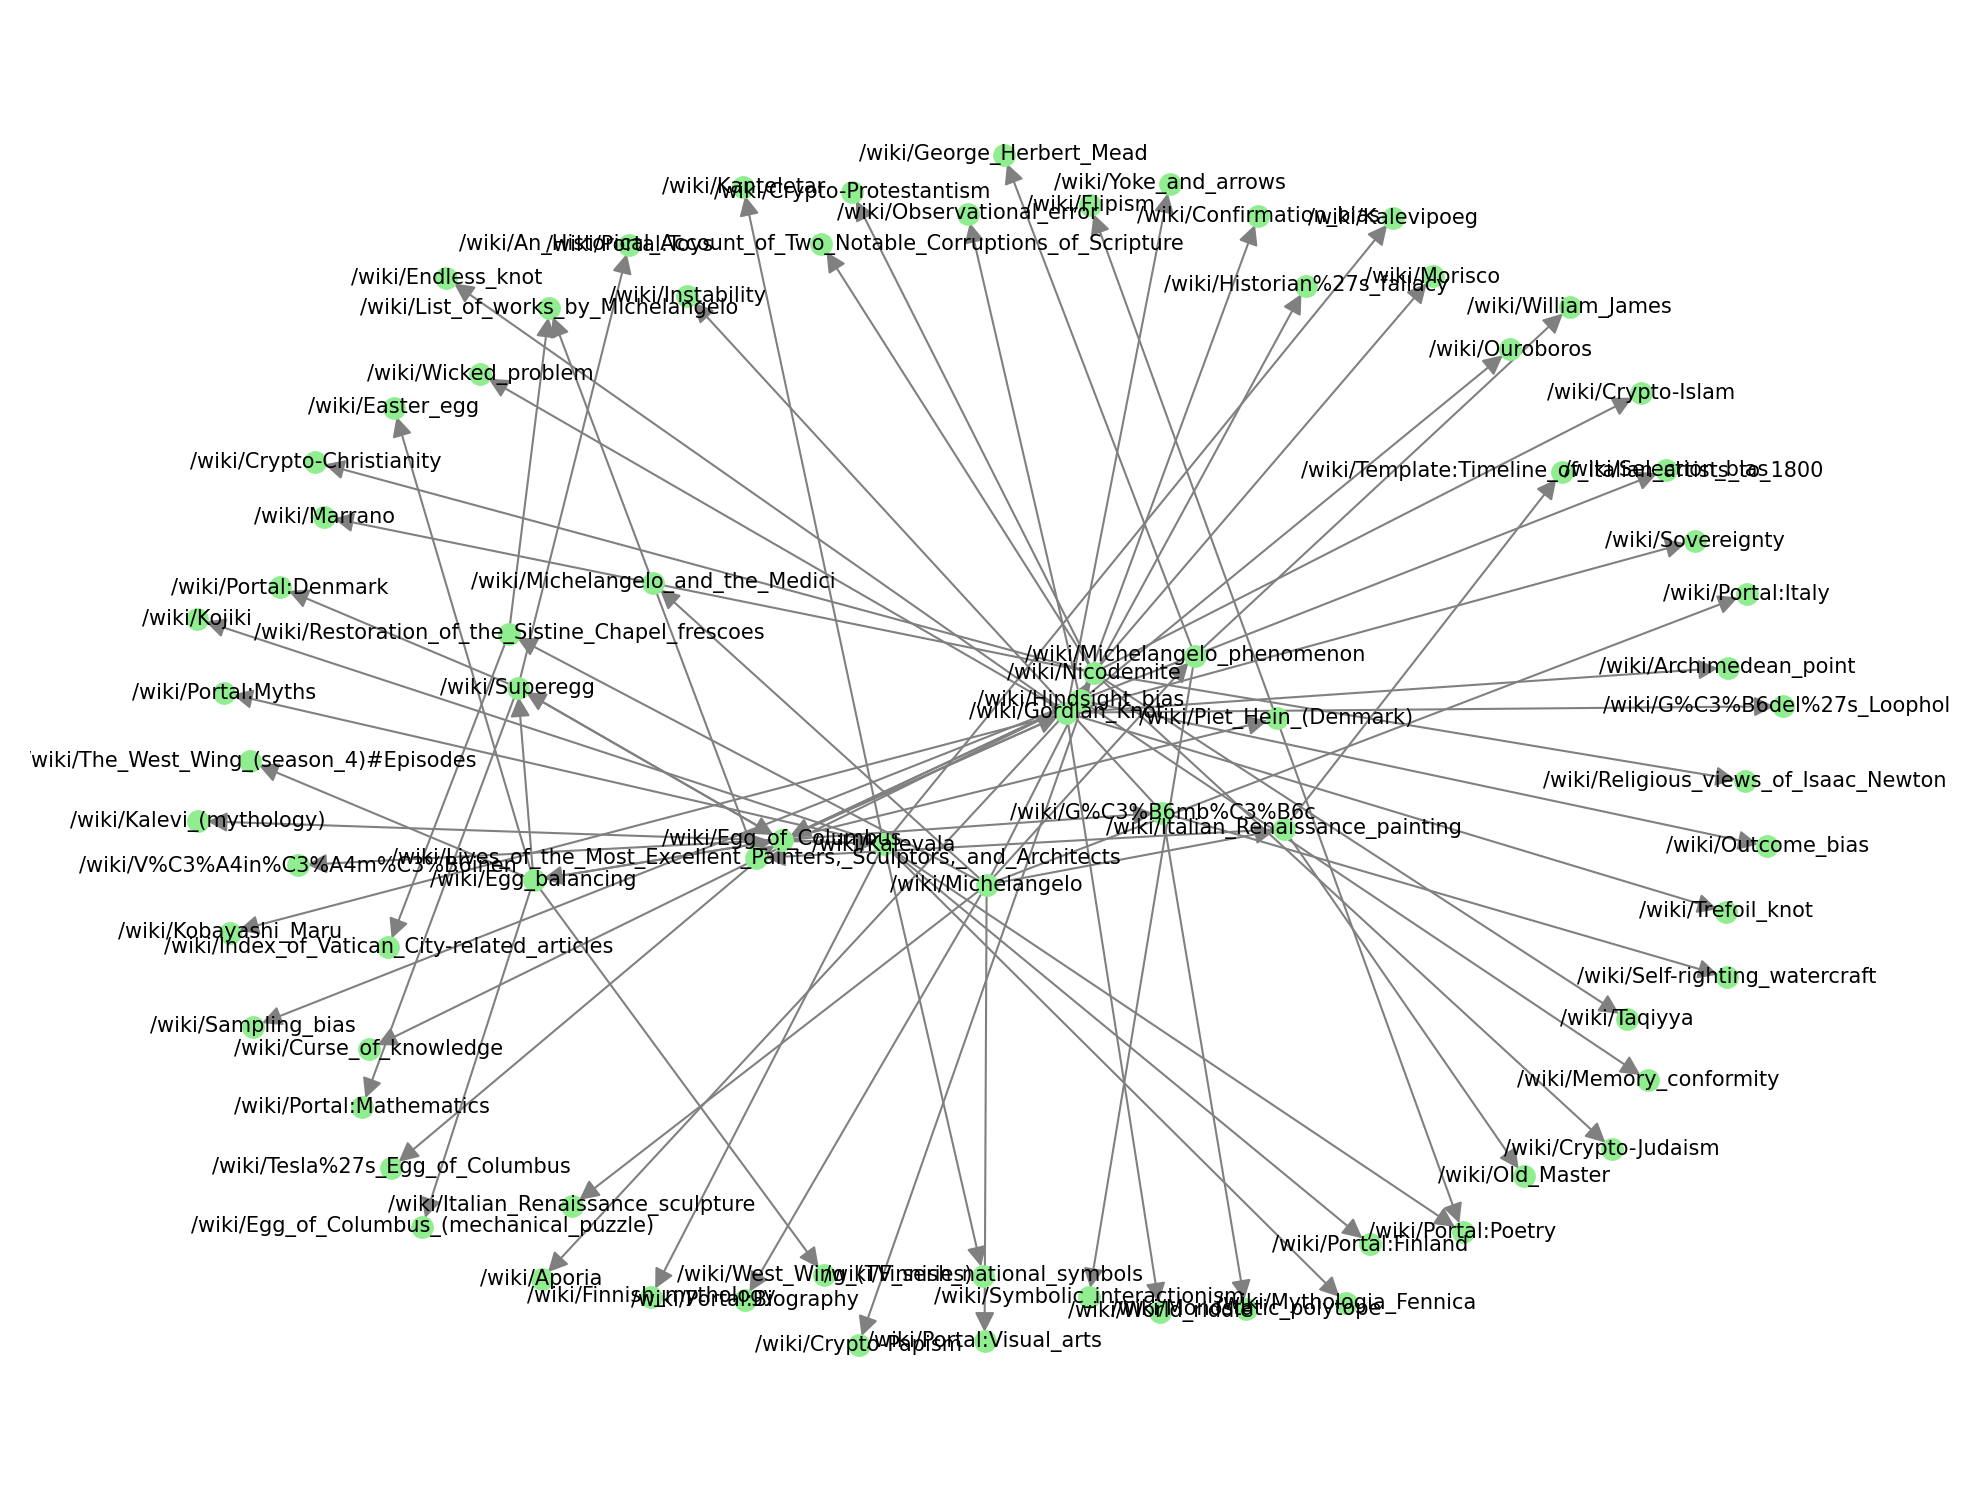 /wiki/George_Herbert_Mead
/wiki/Kanteletar
/wiki/Crypto-Protestantism
/wiki/Yoke_and_arrows
/wiki/Observational_error
/wiki/Flipism
/wiki/Confirmation_bias
/wiki/Kalevipoeg
/wiki/An_Historical_Account_of_Two_Notable_Corruptions_of_Scripture
/wiki/Portal:Toys
/wiki/Endless_knot
/wiki/Instability
/wiki/Historian%27s_fallacy
/wiki/Morisco
/wiki/List_of_works_by_Michelangelo
/wiki/William_James
/wiki/Ouroboros
/wiki/Wicked_problem
/wiki/Crypto-Islam
/wiki/Easter_egg
/wiki/Crypto-Christianity
/wiki/Template:Timeline_of_Italian_artists_to_1800
/wiki/Selection_bias
/wiki/Marrano
/wiki/Sovereignty
/wiki/Portal:Denmark
/wiki/Michelangelo_and_the_Medici
/wiki/Portal:Italy
/wiki/Kojiki
/wiki/Restoration_of_the_Sistine_Chapel_frescoes
/wiki/Michelangelo_phenomenon
/wiki/Archimedean_point
/wiki/Nicodemite
/wiki/Portal:Myths
/wiki/Superegg
/wiki/Hindsight_bias
/wiki/Gordian_Knot
/wiki/G%C3%B6del%27s_Loophol
/wiki/Piet_Hein_(Denmark)
/wiki/The_West_Wing_(season_4)#Episodes
/wiki/Religious_views_of_Isaac_Newton
/wiki/Kalevi_(mythology)
/wiki/G%C3%B6mb%C3%B6c
/wiki/Italian_Renaissance_painting
/wiki/Egg_of_Columbus
/wiki/Kalevala
/wiki/Outcome_bias
/wiki/V%C3%A4in%C3%A4m%C3%B6inen
/wiki/Lives_of_the_Most_Excellent_Painters,_Sculptors,_and_Architects
/wiki/Egg_balancing
/wiki/Michelangelo
/wiki/Trefoil_knot
/wiki/Kobayashi_Maru
/wiki/Index_of_Vatican_City-related_articles
/wiki/Self-righting_watercraft
/wiki/Taqiyya
/wiki/Sampling_bias
/wiki/Curse_of_knowledge
/wiki/Memory_conformity
/wiki/Portal:Mathematics
/wiki/Crypto-Judaism
/wiki/Tesla%27s_Egg_of_Columbus
/wiki/Old_Master
/wiki/Italian_Renaissance_sculpture
/wiki/Egg_of_Columbus_(mechanical_puzzle)
/wiki/Portal:Poetry
/wiki/Portal:Finland
/wiki/Aporia
/wiki/West_Wing_(TV_series)
/wiki/Finnish_national_symbols
/wiki/Finnish_mythology
/wiki/Portal:Biography
/wiki/Symbolic_interactionism
/wiki/World_riddle
/wiki/Monostatic_polytope
/wiki/Mythologia_Fennica
/wiki/Crypto-Papism
/wiki/Portal:Visual_arts